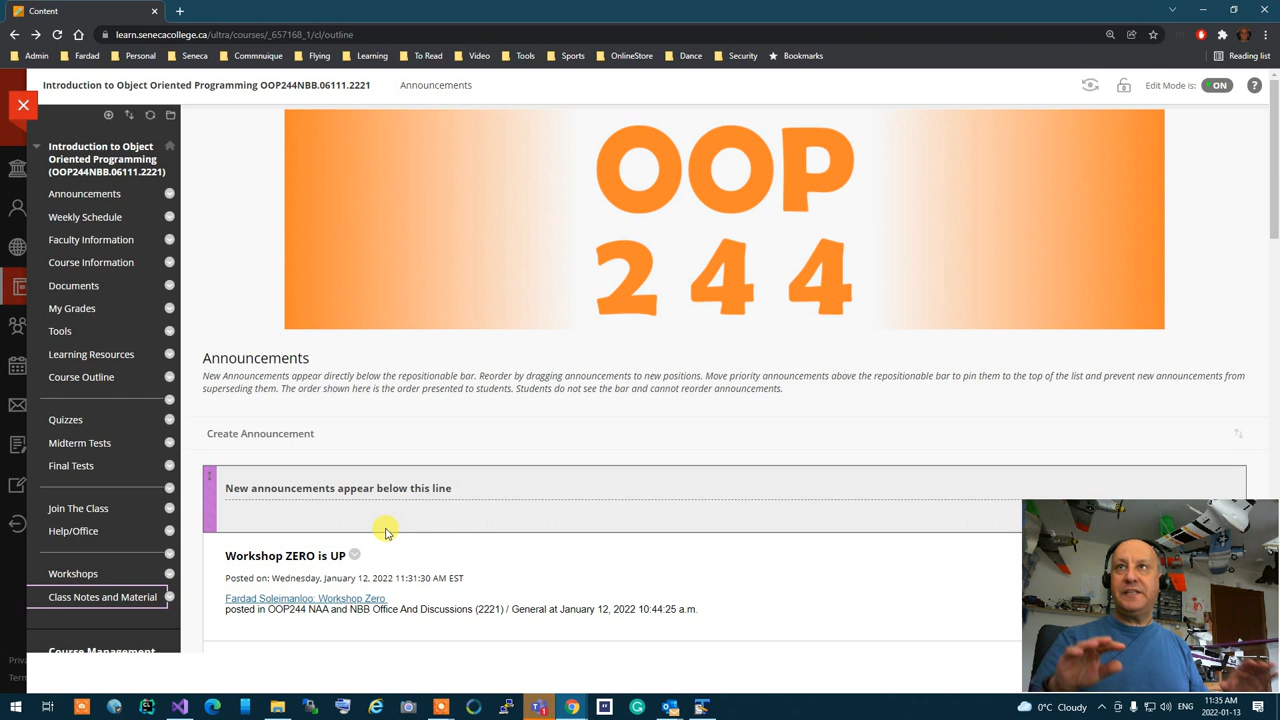 Content
learn.senecacollege.ca/ultra/courses/_657168_1/cl/outline
Admin Fardad Personal Seneca Commnuique Flying Learning To Read Video Tools Sports OnlineStore Dance Security Bookmarks Reading list
Introduction to Object Oriented Programming OOP244NBB.06111.2221 Announcements Edit Mode is: ON ?
Introduction to Object
Oriented Programming
(OOP244NBB.06111.2221)
Announcements
Weekly Schedule
Faculty Information
Course Information
Documents
My Grades
Tools
Learning Resources
Course Outline
Quizzes
Midterm Tests
Final Tests
Join The Class
Help/Office
Workshops
Class Notes and Material
Course Management
Priva
Term
OOP
244
Announcements
New Announcements appear directly below the repositionable bar. Reorder by dragging announcements to new positions. Move priority announcements above the repositionable bar to pin them to the top of the list and prevent new announcements from
superseding them. The order shown here is the order presented to students. Students do not see the bar and cannot reorder announcements.
Create Announcement
New announcements appear below this line
Workshop ZERO is UP
Posted on: Wednesday, January 12, 2022 11:31:30 AM EST
Fardad Soleimanloo: Workshop Zero
posted in OOP244 NAA and NBB Office And Discussions (2221) / General at January 12, 2022 10:44:25 a.m.
0°C Cloudy ENG 11:35 AM
2022-01-13